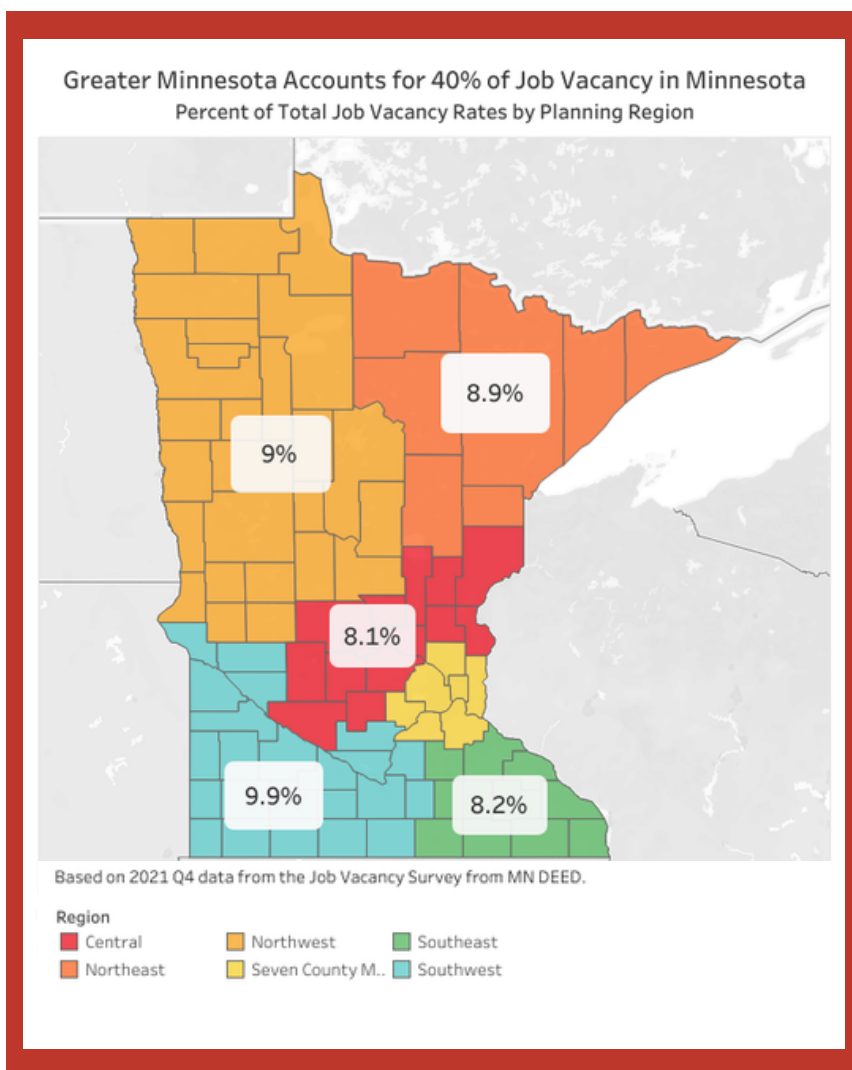 Greater Minnesota Accounts for 40% of Job Vacancy in Minnesota
Percent of Total Job Vacancy Rates by Planning Region
8.9%
9%
8.1%
9.9%
8.2%
Based on 2021 Q4 data from the Job Vacancy Survey from MN DEED.
Region
Central Northwest Southeast
Northeast Seven County M.. Southwest